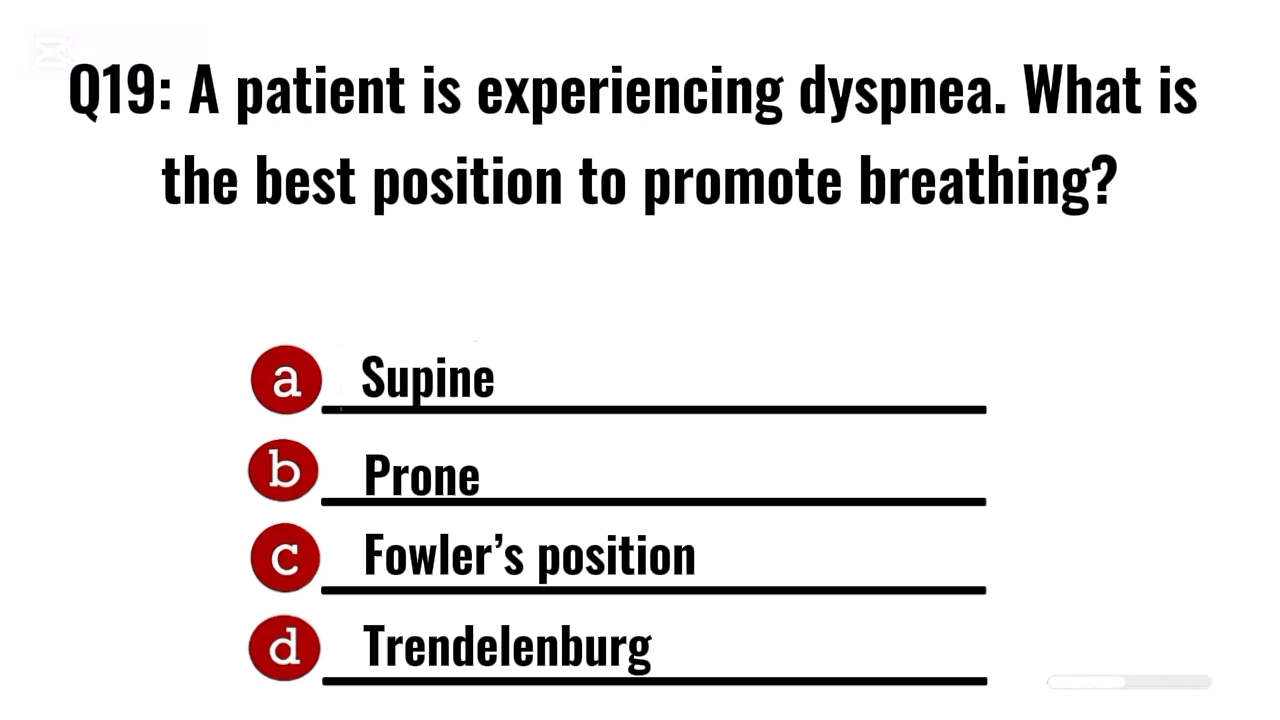 Q19: A patient is experiencing dyspnea. What is
the best position to promote breathing?
a Supine
b Prone
c Fowler’s position
d Trendelenburg